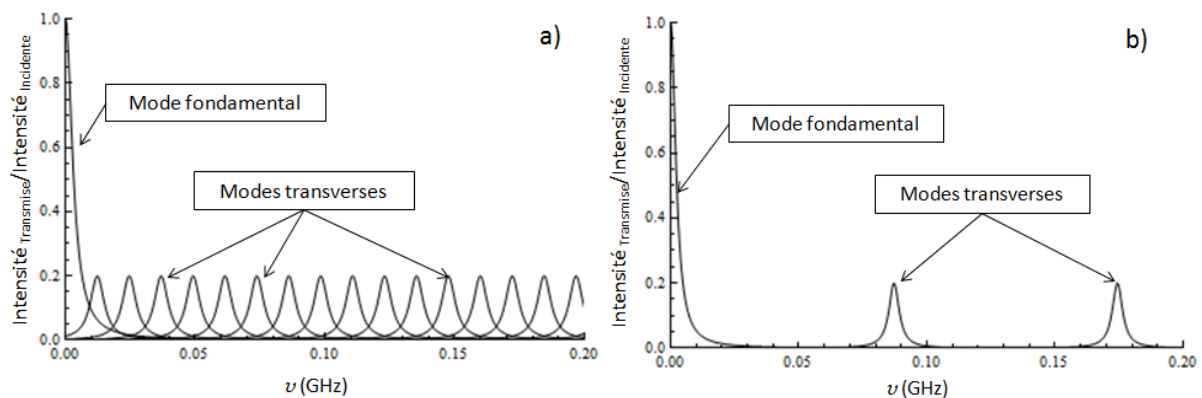 a)
Intensité Transmise/Intensité Incidente
1.0
0.8
0.6
0.4
0.2
0.0
Mode fondamental
Modes transverses
0.00 0.05 0.10 0.15 0.20
υ (GHz)
b)
Intensité Transmise/Intensité Incidente
1.0
0.8
0.6
0.4
0.2
0.0
Mode fondamental
Modes transverses
0.00 0.05 0.10 0.15 0.20
υ (GHz)